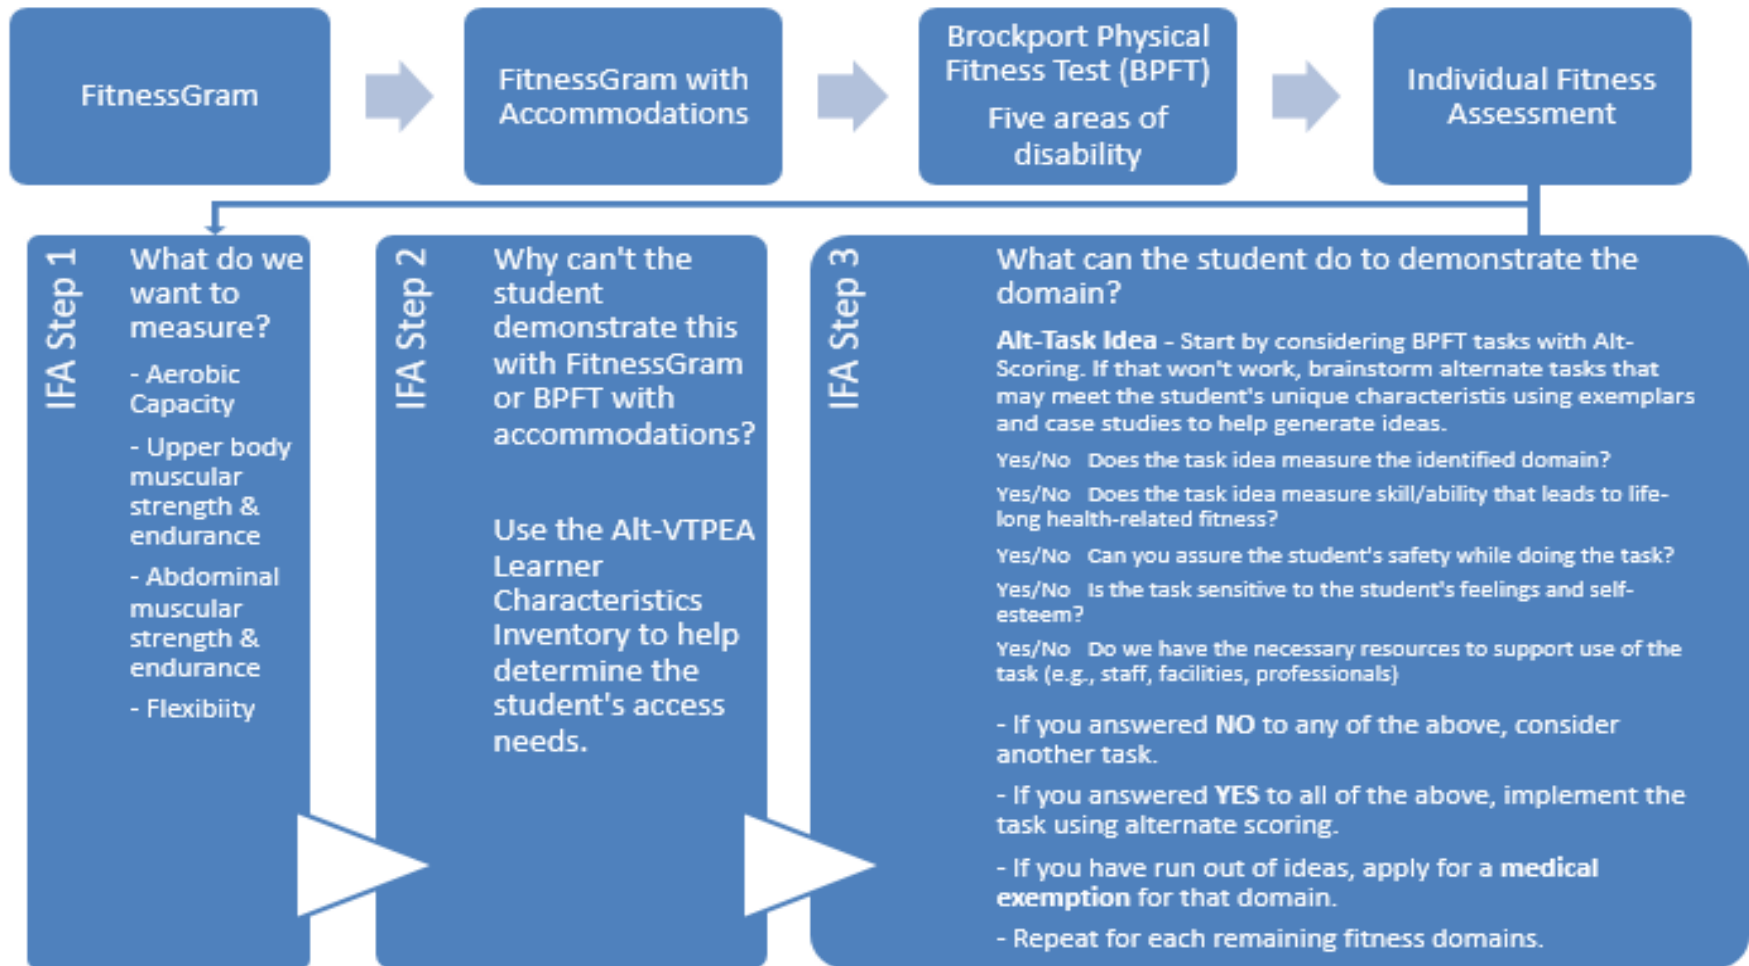 FitnessGram
FitnessGram with
Accommodations
Brockport Physical
Fitness Test (BPFT)
Five areas of
disability
Individual Fitness
Assessment
IFA Step 1
What do we
want to
measure?
- Aerobic
Capacity
- Upper body
muscular
strength &
endurance
- Abdominal
muscular
strength &
endurance
- Flexibiity
IFA Step 2
Why can't the
student
demonstrate this
with FitnessGram
or BPFT with
accommodations?
Use the Alt-VTPEA
Learner
Characteristics
Inventory to help
determine the
student's access
needs.
IFA Step 3
What can the student do to demonstrate the
domain?
Alt-Task Idea - Start by considering BPFT tasks with Alt-
Scoring. If that won't work, brainstorm alternate tasks that
may meet the student's unique characteristis using exemplars
and case studies to help generate ideas.
Yes/No Does the task idea measure the identified domain?
Yes/No Does the task idea measure skill/ability that leads to life-
long health-related fitness?
Yes/No Can you assure the student's safety while doing the task?
Yes/No Is the task sensitive to the student's feelings and self-
esteem?
Yes/No Do we have the necessary resources to support use of the
task (e.g., staff, facilities, professionals)
- If you answered NO to any of the above, consider
another task.
- If you answered YES to all of the above, implement the
task using alternate scoring.
- If you have run out of ideas, apply for a medical
exemption for that domain.
- Repeat for each remaining fitness domains.